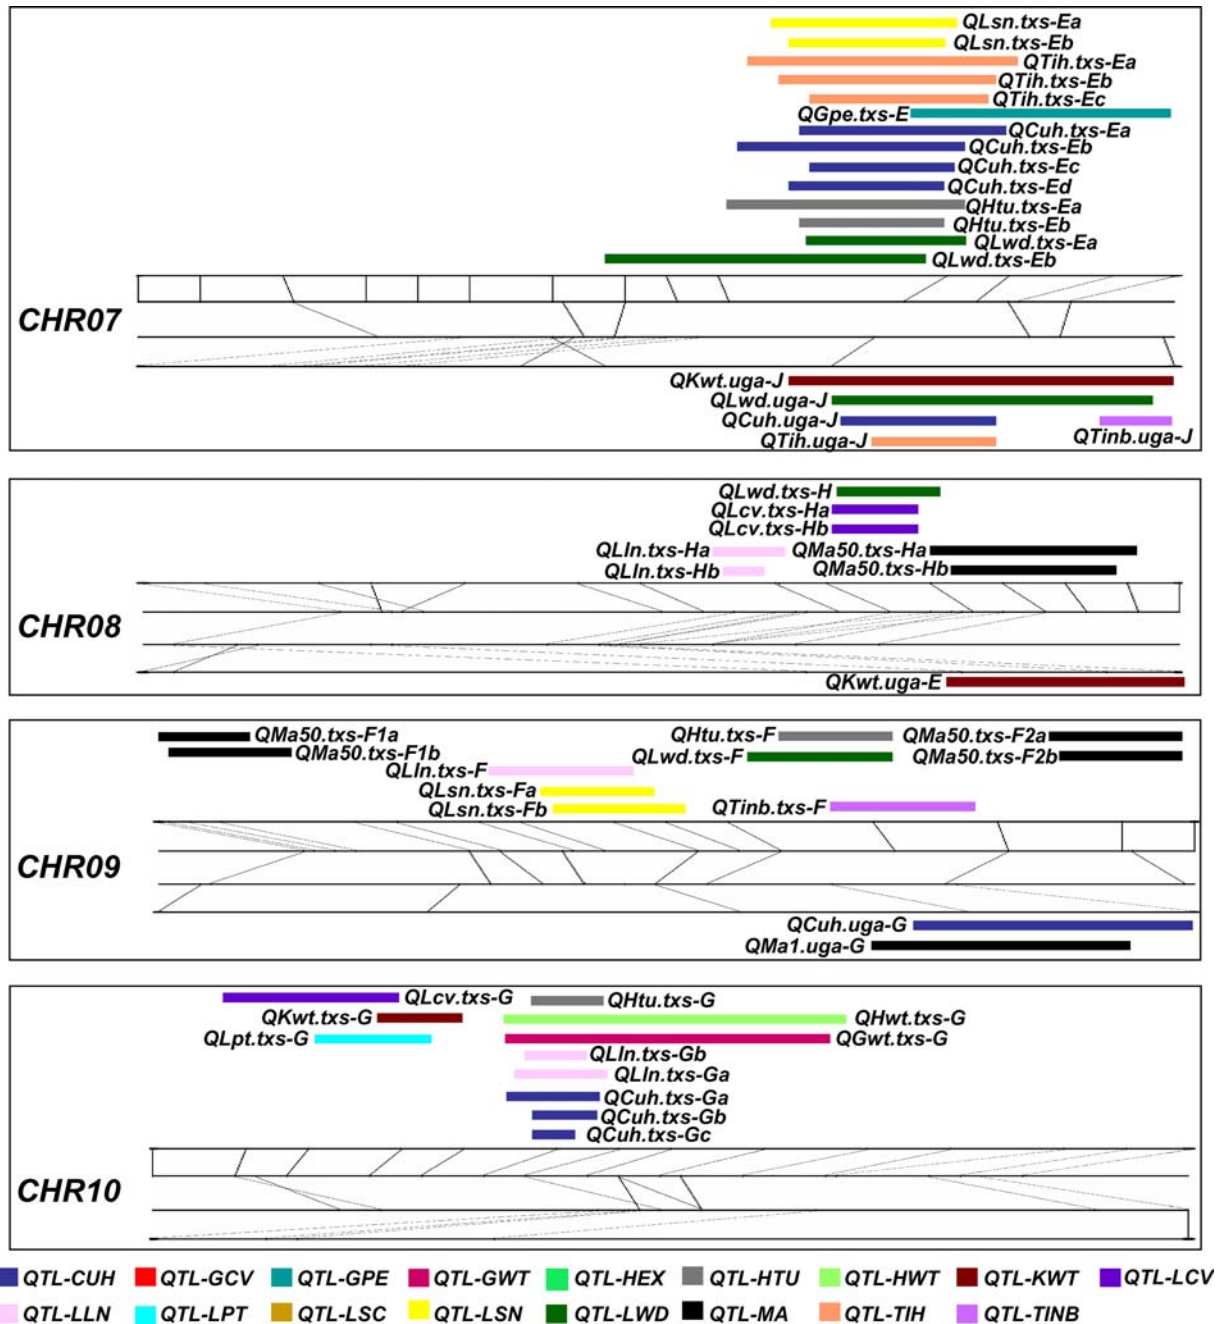 QLsn.txs-Ea
QLsn.txs-Eb
QTih.txs-Ea
QTih.txs-Eb
QTih.txs-Ec
QGpe.txs-E
QCuh.txs-Ea
QCuh.txs-Eb
QCuh.txs-Ec
QCuh.txs-Ed
QHtu.txs-Ea
QHtu.txs-Eb
QLwd.txs-Ea
QLwd.txs-Eb
CHR07
QKwt.uga-J
QLwd.uga-J
QCuh.uga-J
QTinb.uga-J
QTih.uga-J
QLwd.txs-H
QLcv.txs-Ha
QLcv.txs-Hb
QLln.txs-Ha QMa50.txs-Ha
QLln.txs-Hb QMa50.txs-Hb
CHR08
QKwt.uga-E
QMa50.txs-F1a QHtu.txs-F QMa50.txs-F2a
QMa50.txs-F1b QLwd.txs-F QMa50.txs-F2b
QLln.txs-F
QLsn.txs-Fa
QLsn.txs-Fb QTinb.txs-F
CHR09
QCuh.uga-G
QMa1.uga-G
QLcv.txs-G QHtu.txs-G
QKwt.txs-G QHwt.txs-G
QLpt.txs-G QGwt.txs-G
QLln.txs-Gb
QLln.txs-Ga
QCuh.txs-Ga
QCuh.txs-Gb
QCuh.txs-Gc
CHR10
QTL-CUH QTL-GCV QTL-GPE QTL-GWT QTL-HEX QTL-HTU QTL-HWT QTL-KWT QTL-LCV
QTL-LLN QTL-LPT QTL-LSC QTL-LSN QTL-LWD QTL-MA QTL-TIH QTL-TINB